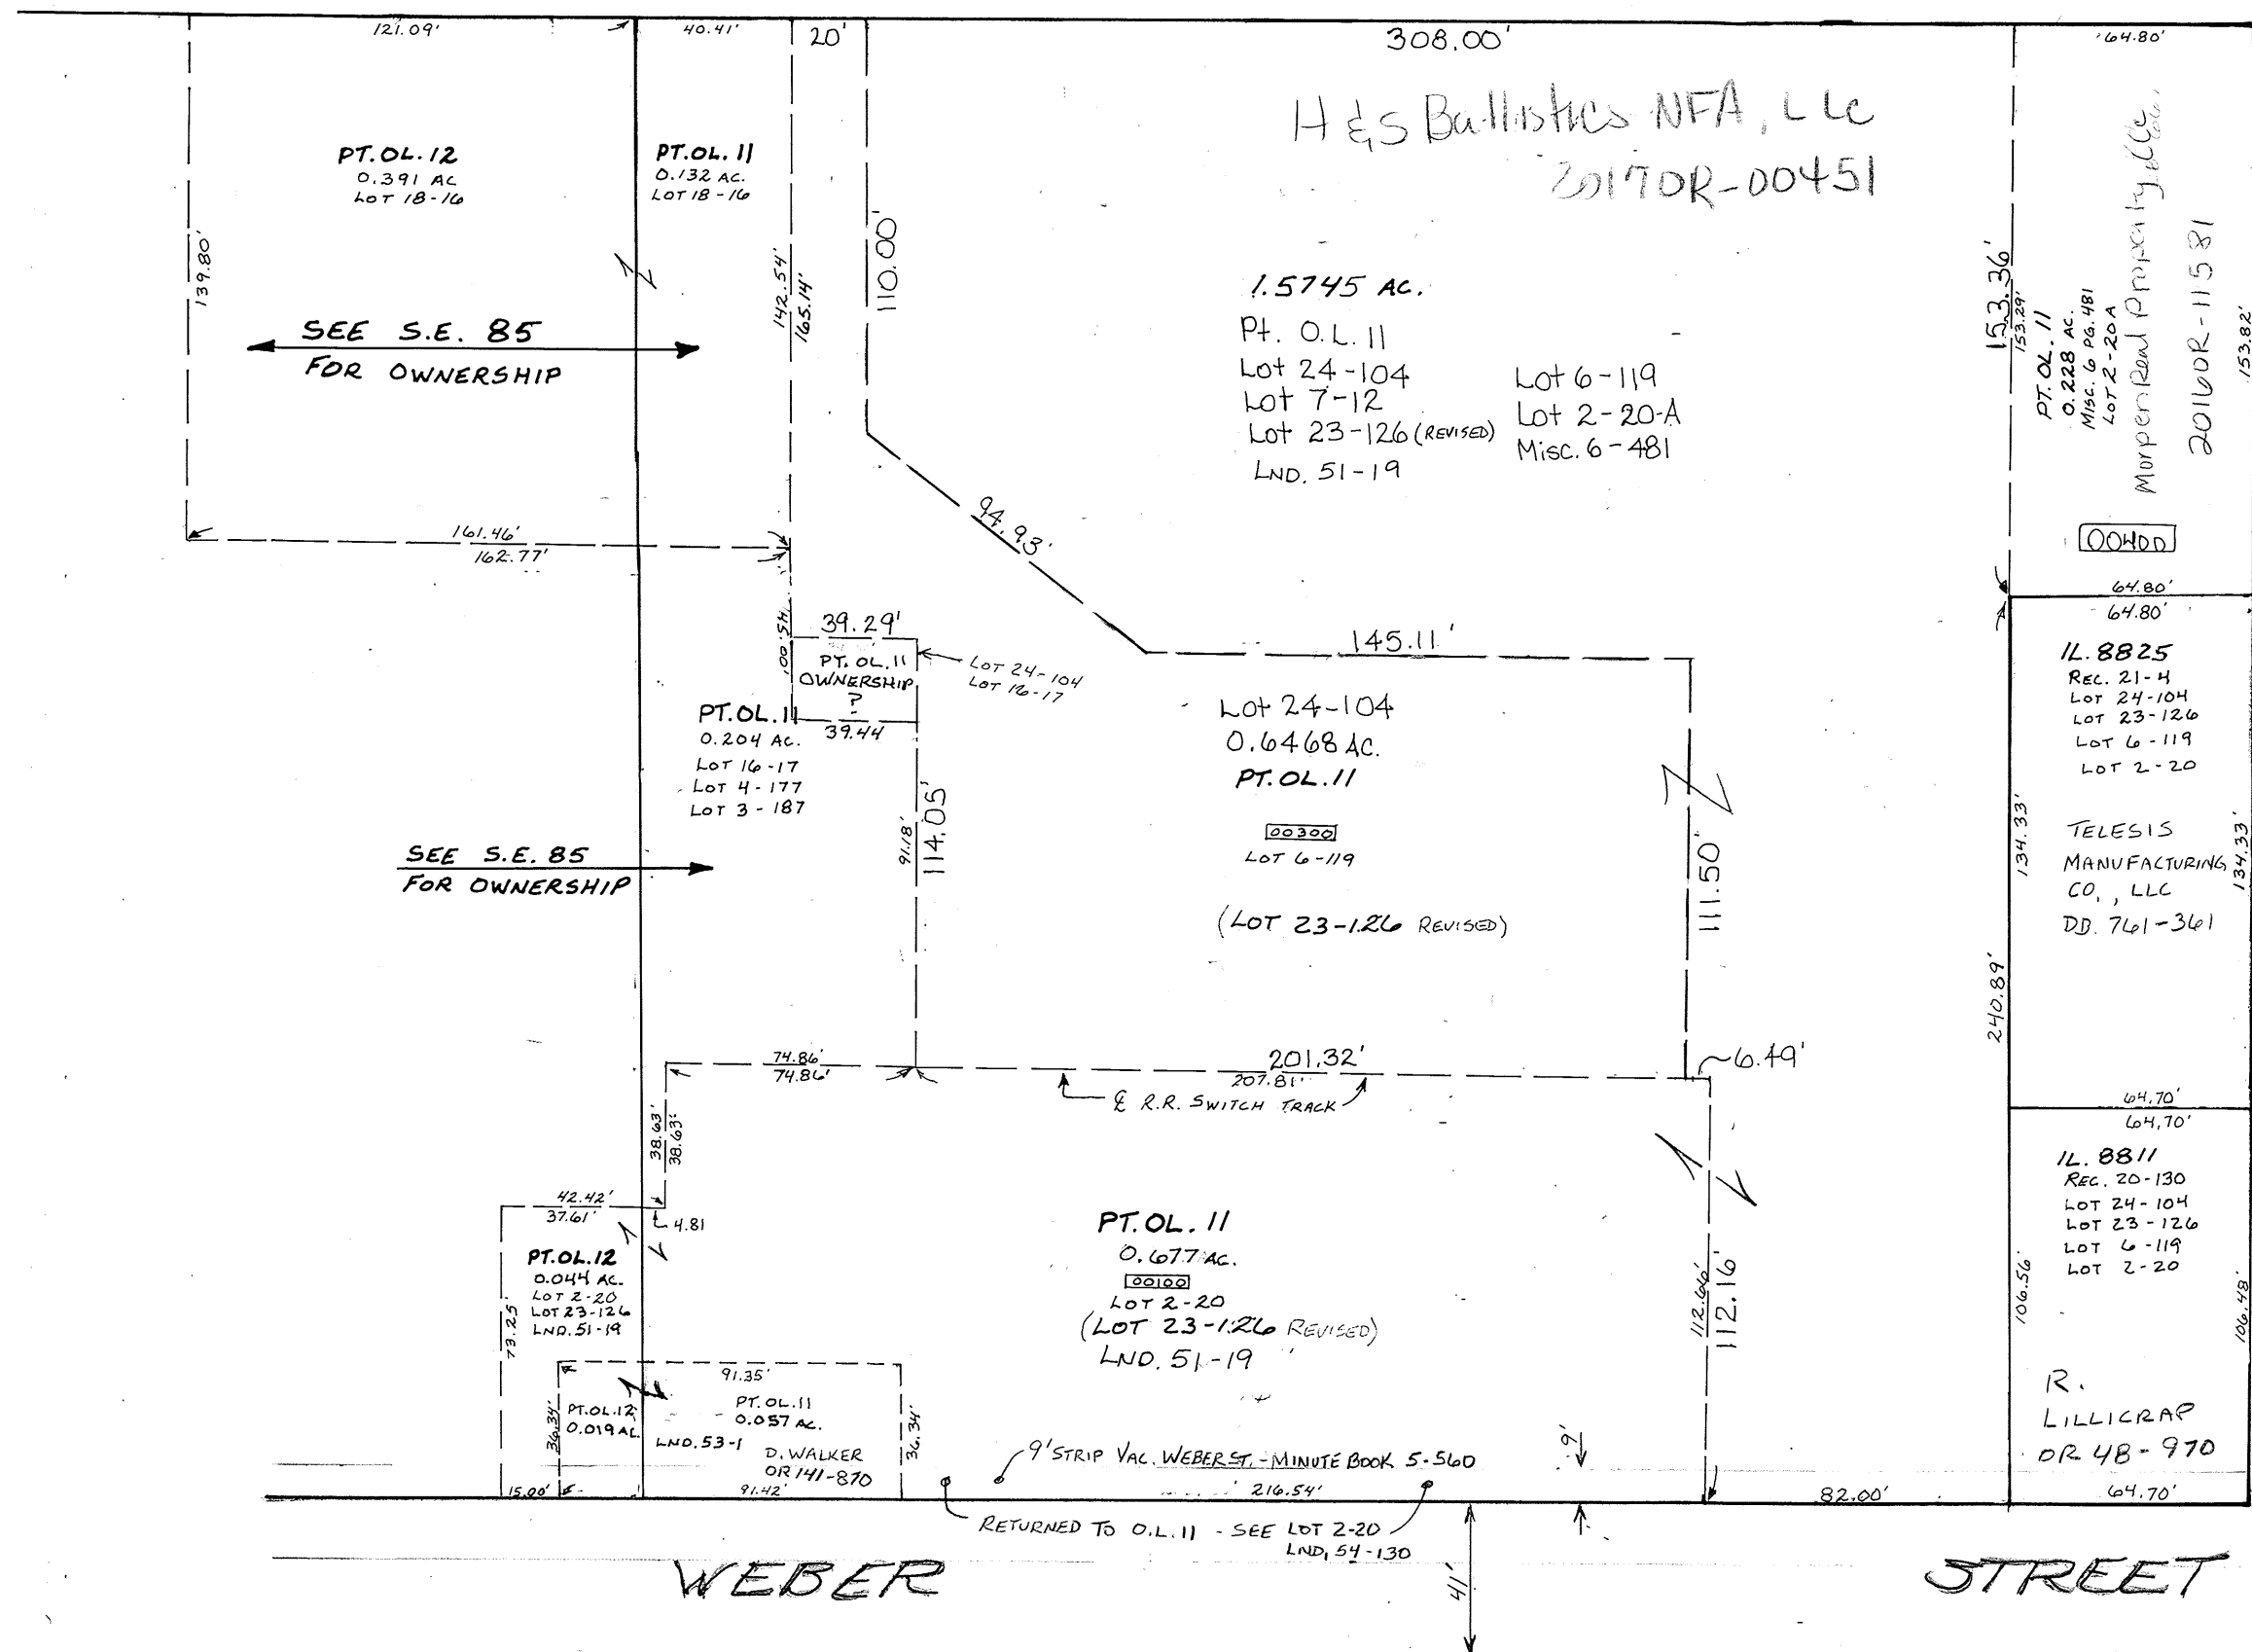 121.09'
40.41'
20'
308.00'
64.80'
H & S Ballistics NFA, LLC
2017OR-00451
PT. OL. 12
0.391 AC
LOT 18-16
PT. OL. 11
0.132 AC.
LOT 18-16
139.80'
142.54'
165.14'
110.00'
SEE S.E. 85
FOR OWNERSHIP
1.5745 AC.
Pt. O.L. 11
Lot 24-104
Lot 7-12
Lot 23-126 (REVISED)
LND. 51-19
Lot 6-119
Lot 2-20-A
Misc. 6-481
153.36'
153.29'
PT. OL. 11
0.228 AC.
MISC. 6 PG. 481
LOT 2-20A
Real Property
2016OR-11581
153.82'
00400
161.46'
162.77'
94.93'
64.80'
64.80'
45.00'
39.29'
PT. OL. 11
OWNERSHIP
?
39.44
LOT 24-104
LOT 16-17
145.11'
PT. OL. 11
0.204 AC.
LOT 16-17
LOT 4-177
LOT 3-187
Lot 24-104
0.6468 AC.
PT. OL. 11
00300
LOT 6-119
(LOT 23-126 REVISED)
IL. 8825
REC. 21-4
LOT 24-104
LOT 23-126
LOT 6-119
LOT 2-20
TELESIS
MANUFACTURING
CO., LLC
DB. 761-361
134.33'
134.33'
91.18'
114.05'
111.50'
SEE S.E. 85
FOR OWNERSHIP
240.89'
74.86'
74.86'
201.32'
207.81'
6.49'
℄ R.R. SWITCH TRACK
38.63'
38.63'
64.70'
64.70'
42.42'
37.61'
4.81
PT. OL. 12
0.044 AC.
LOT 2-20
LOT 23-126
LND. 51-19
73.25'
PT. OL. 11
0.677 AC.
00100
LOT 2-20
(LOT 23-126 REVISED)
LND. 51-19
112.66'
112.16'
IL. 8811
REC. 20-130
LOT 24-104
LOT 23-126
LOT 6-119
LOT 2-20
106.56'
106.48'
R.
LILLICRAP
OR 48-970
91.35'
36.34'
PT. OL. 12
0.019 AC.
PT. OL. 11
0.057 AC.
LND. 53-1
D. WALKER
OR 141-870
36.34'
9' STRIP VAC. WEBER ST. - MINUTE BOOK 5-560
9'
15.00'
91.42'
216.54'
82.00'
64.70'
RETURNED TO O.L. 11 - SEE LOT 2-20
LND. 54-130
41'
WEBER STREET